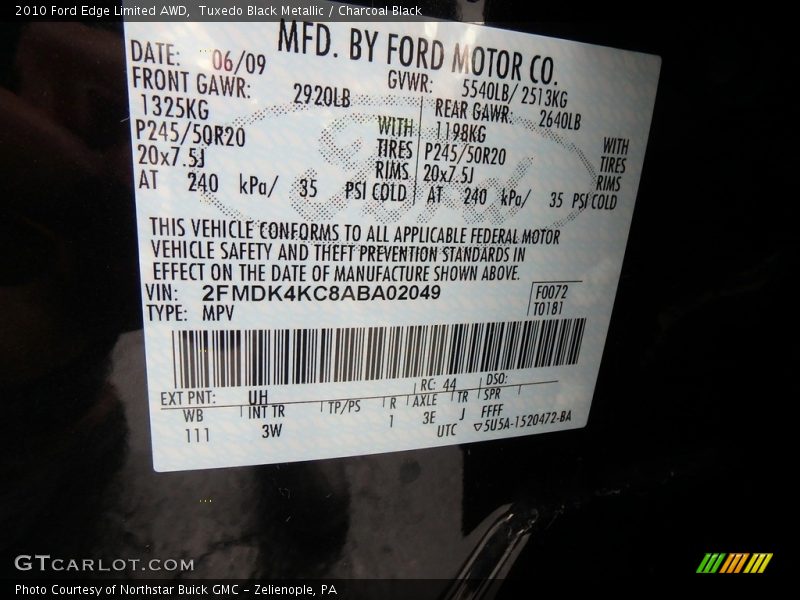 2010 Ford Edge Limited AWD,  Tuxedo Black Metallic / Charcoal Black
MFD. BY FORD MOTOR CO.
DATE: 06/09
GVWR: 5540LB/ 2513KG
FRONT GAWR: 2920LB
REAR GAWR: 2640LB
1325KG
1198KG
P245/50R20 WITH TIRES
P245/50R20 WITH TIRES
20x7.5J RIMS
20x7.5J RIMS
AT 240 kPa/ 35 PSI COLD
AT 240 kPa/ 35 PSI COLD
THIS VEHICLE CONFORMS TO ALL APPLICABLE FEDERAL MOTOR
VEHICLE SAFETY AND THEFT PREVENTION STANDARDS IN
EFFECT ON THE DATE OF MANUFACTURE SHOWN ABOVE.
VIN: 2FMDK4KC8ABA02049
F0072
TYPE: MPV
T0181
EXT PNT: UH RC: 44 DSO:
WB INT TR TP/PS R AXLE TR SPR
111 3W 1 3E J FFFF
UTC ▽5U5A-1520472-BA
Ford
GTCARLOT.COM
Photo Courtesy of Northstar Buick GMC – Zelienople, PA